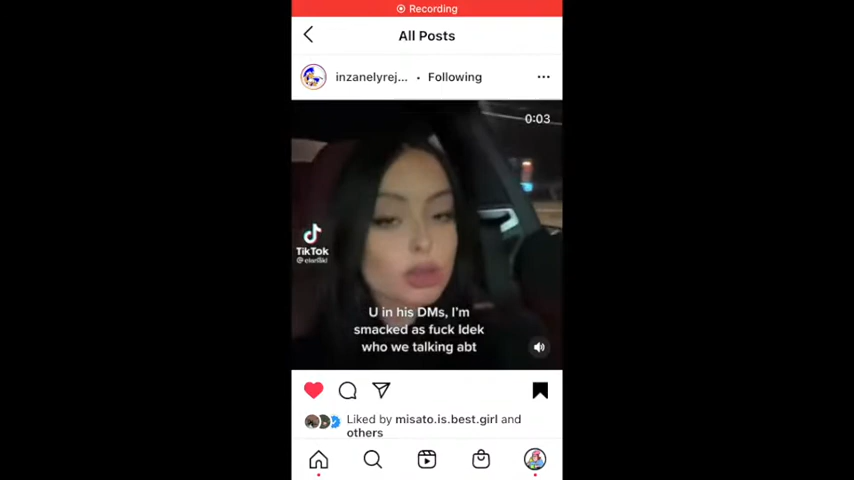 Recording
All Posts
inzanelyrej... • Following
0:03
TikTok
U in his DMs, I'm
smacked as fuck Idek
who we talking abt
Liked by misato.is.best.girl and
others